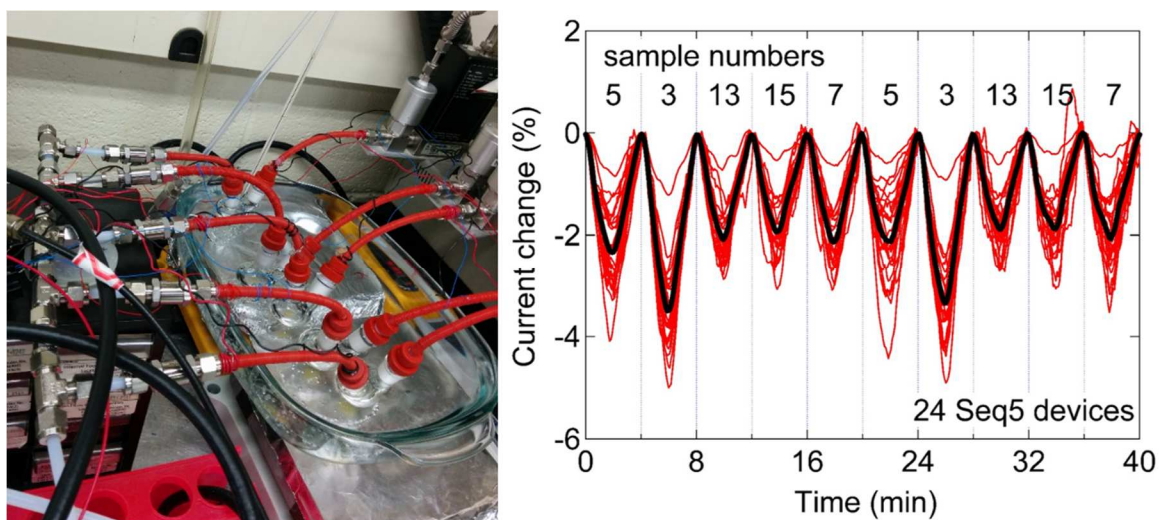 2
sample numbers
5 3 13 15 7 5 3 13 15 7
0
-2
-4
-6
Current change (%)
24 Seq5 devices
0 8 16 24 32 40
Time (min)